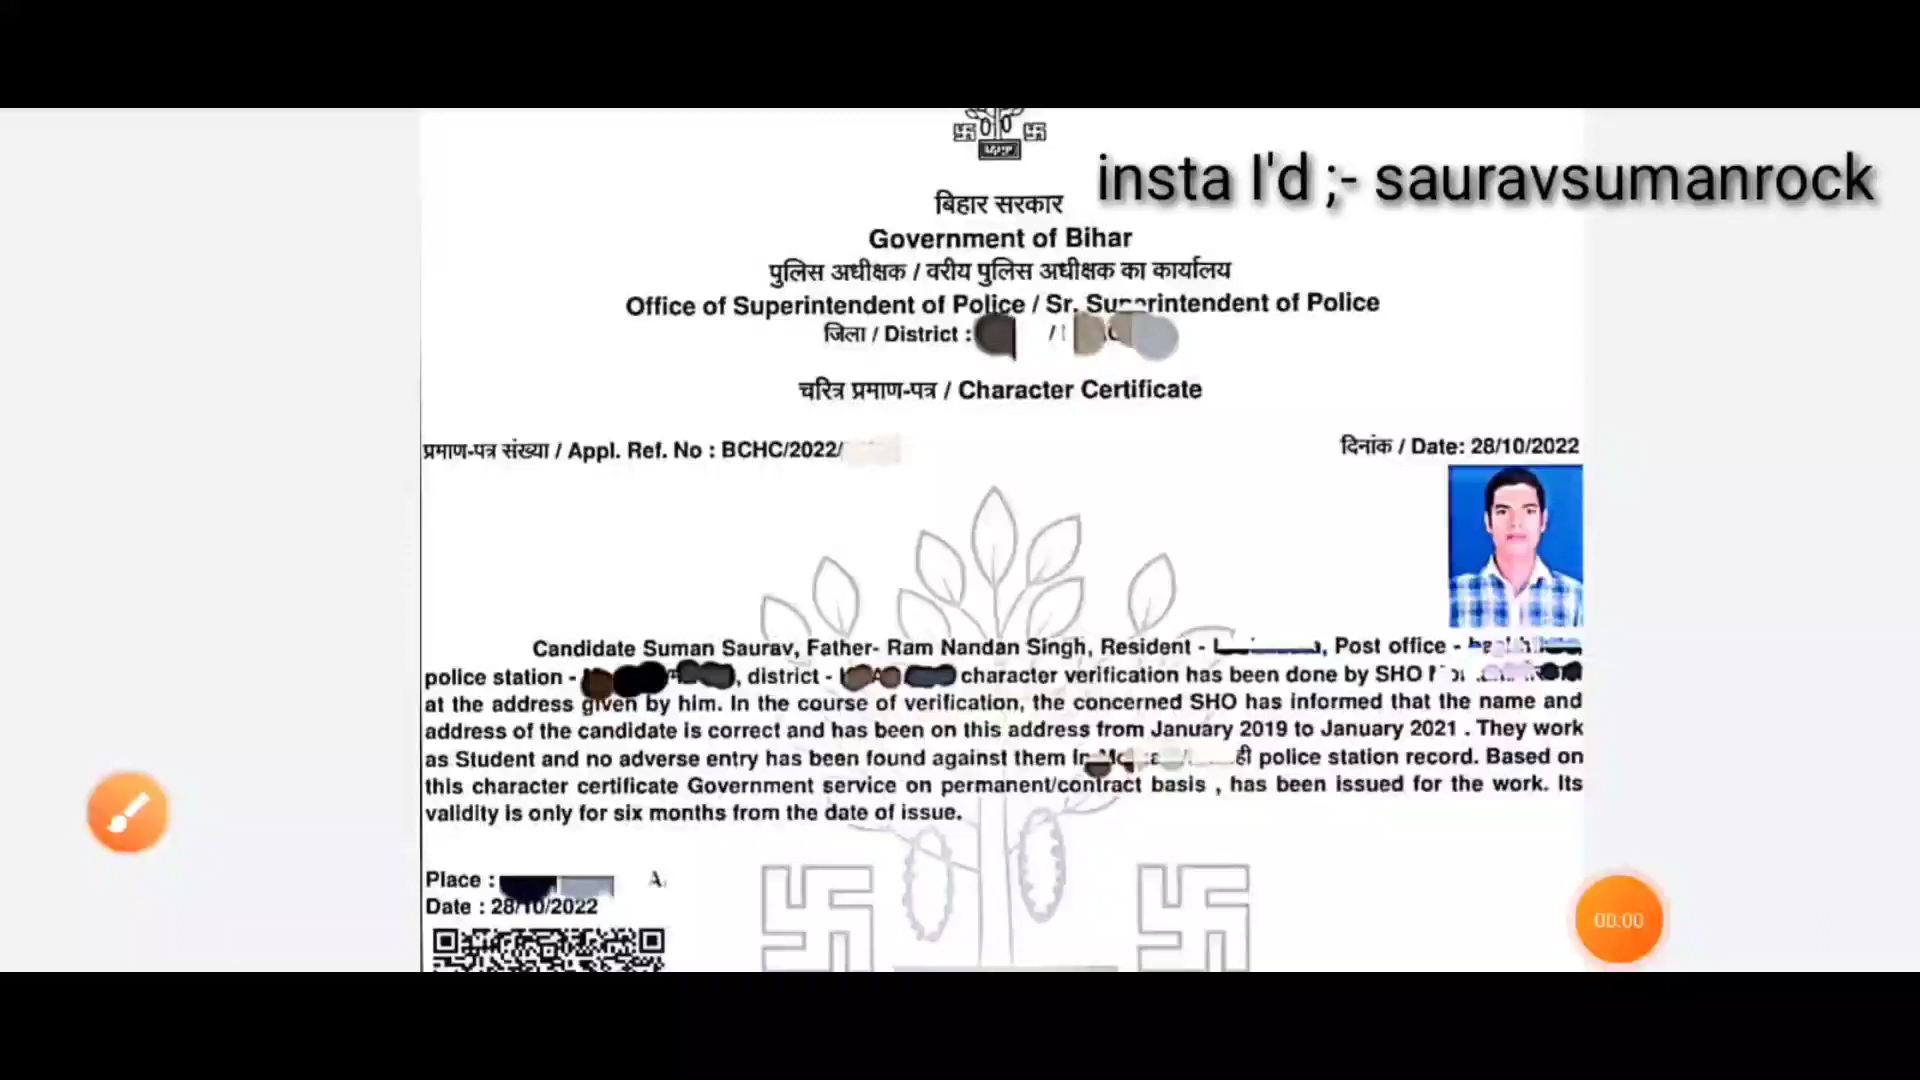 बिहार सरकार
insta I'd ;- sauravsumanrock
Government of Bihar
पुलिस अधीक्षक / वरीय पुलिस अधीक्षक का कार्यालय
Office of Superintendent of Police / Sr. Superintendent of Police
जिला / District :
चरित्र प्रमाण-पत्र / Character Certificate
प्रमाण-पत्र संख्या / Appl. Ref. No : BCHC/2022/
दिनांक / Date: 28/10/2022
Candidate Suman Saurav, Father- Ram Nandan Singh, Resident - , Post office -
police station - , district - character verification has been done by SHO
at the address given by him. In the course of verification, the concerned SHO has informed that the name and
address of the candidate is correct and has been on this address from January 2019 to January 2021 . They work
as Student and no adverse entry has been found against them In ही police station record. Based on
this character certificate Government service on permanent/contract basis , has been issued for the work. Its
validity is only for six months from the date of issue.
Place :
Date : 28/10/2022
00:00